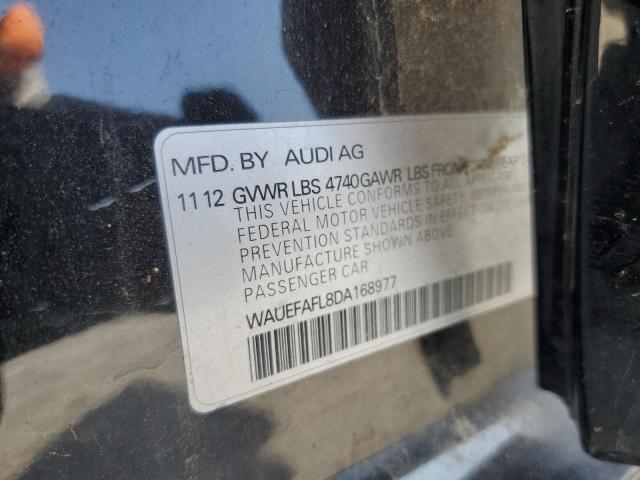 MFD. BY AUDI AG
11 12 GVWR LBS 4740 GAWR LBS FRONT
THIS VEHICLE CONFORMS TO ALL
FEDERAL MOTOR VEHICLE SAFETY,
PREVENTION STANDARDS IN EFFECT
MANUFACTURE SHOWN ABOVE.
PASSENGER CAR
WAUEFAFL8DA168977